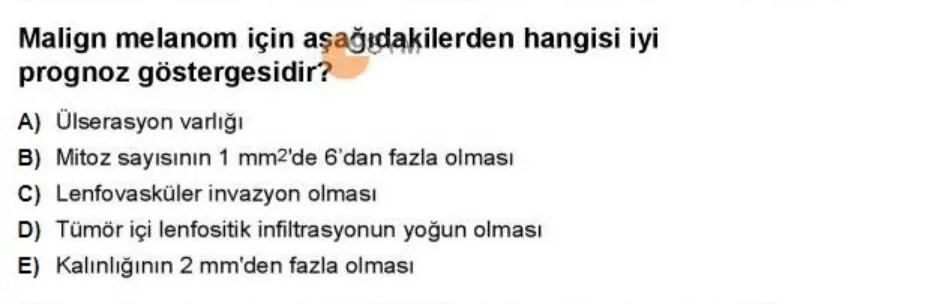 Malign melanom için aşağıdakilerden hangisi iyi
prognoz göstergesidir?
A) Ülserasyon varlığı
B) Mitoz sayısının 1 mm2'de 6'dan fazla olması
C) Lenfovasküler invazyon olması
D) Tümör içi lenfositik infiltrasyonun yoğun olması
E) Kalınlığının 2 mm'den fazla olması